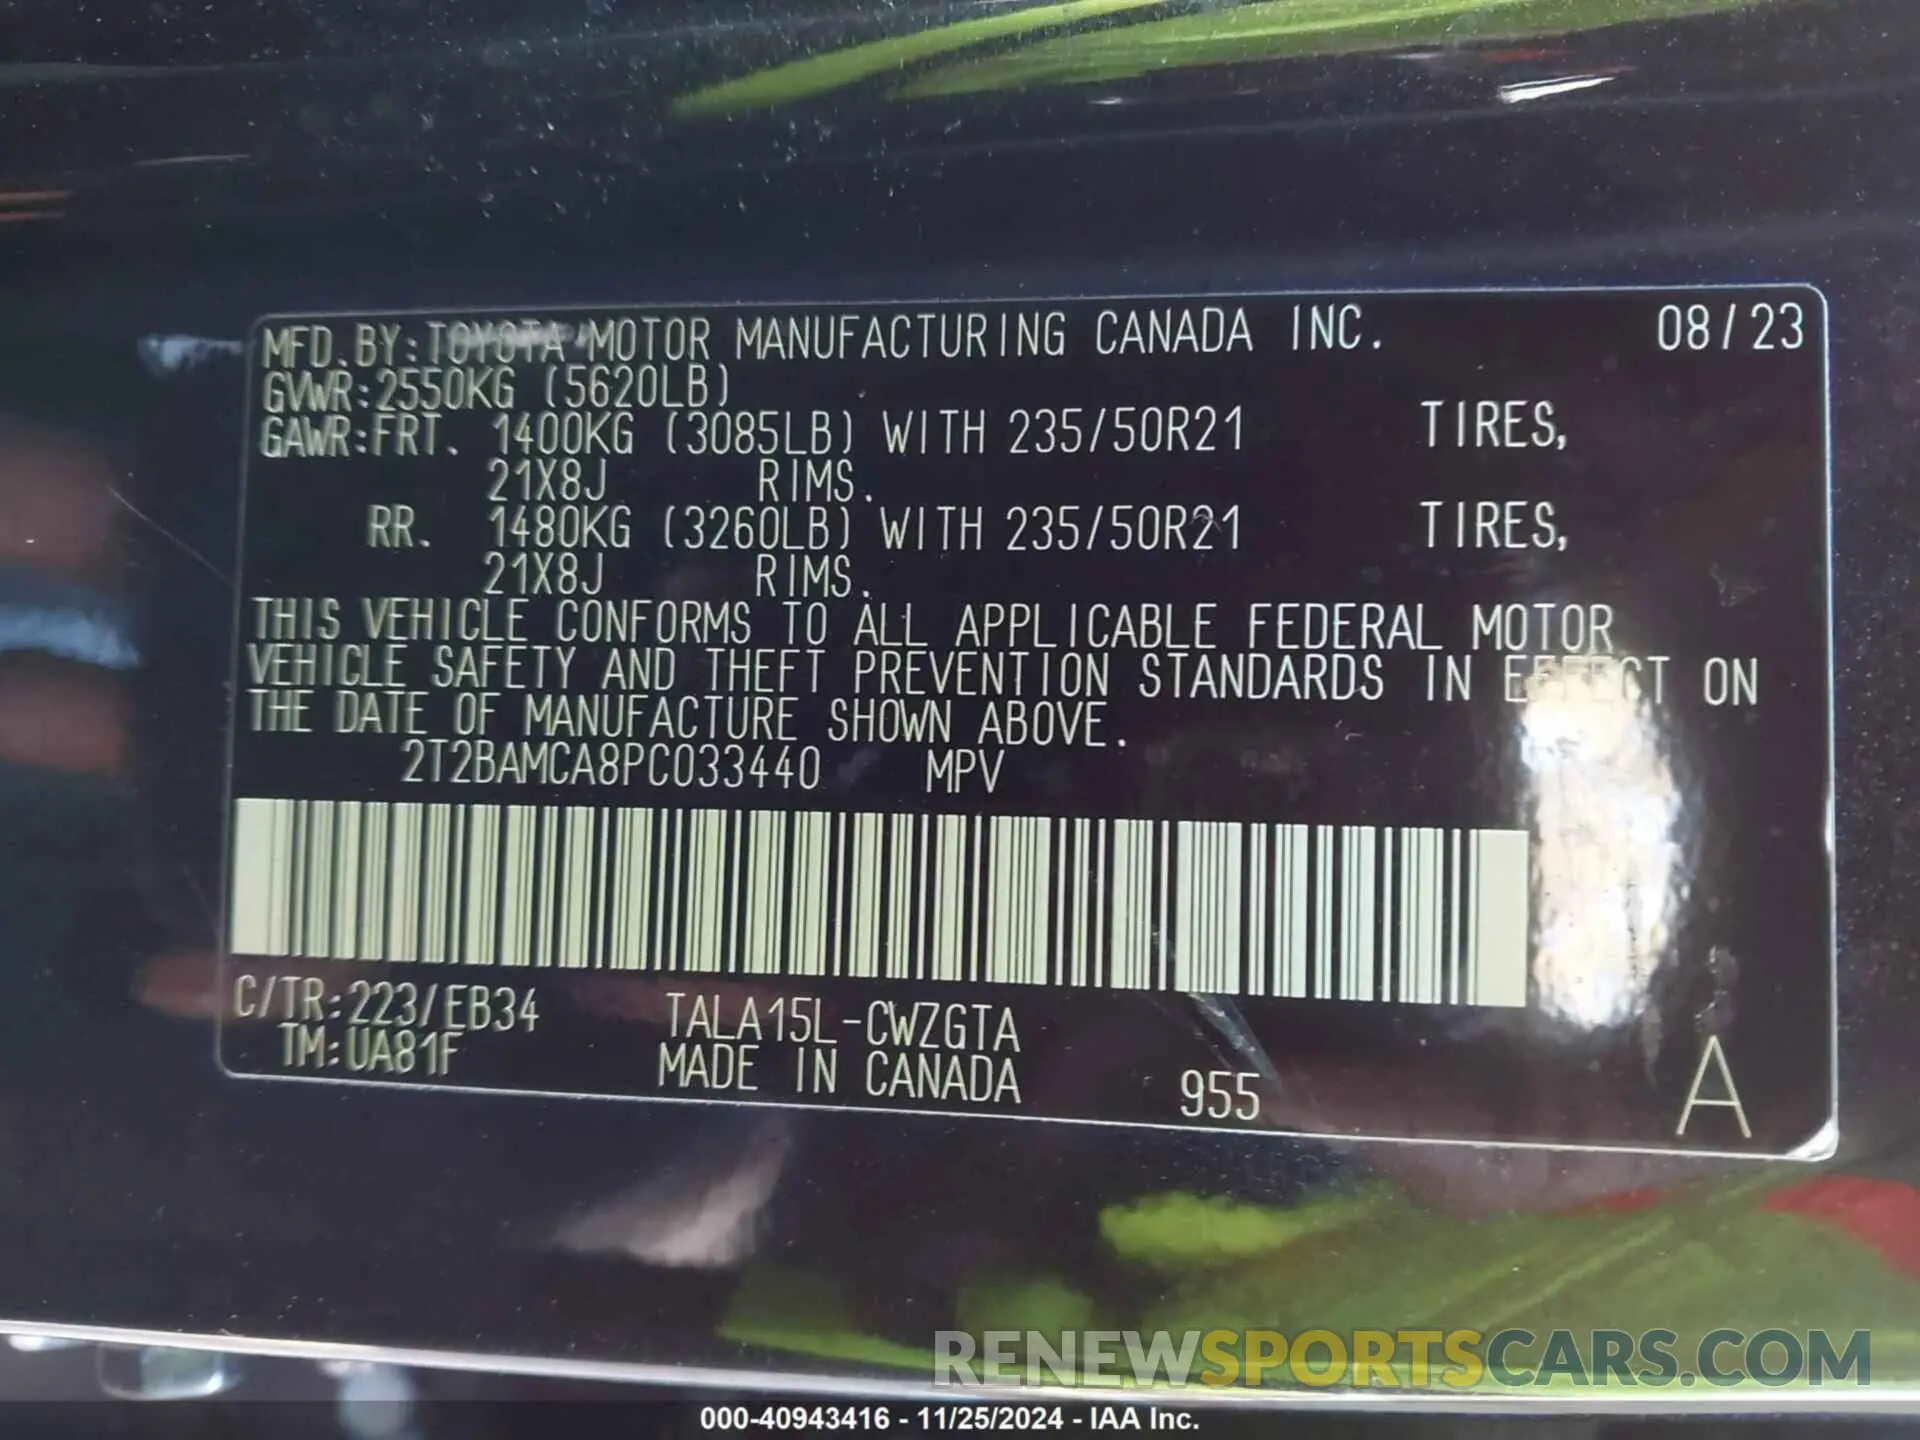 MFD.BY:TOYOTA MOTOR MANUFACTURING CANADA INC. 08/23
GVWR:2550KG (5620LB)
GAWR:FRT. 1400KG (3085LB) WITH 235/50R21 TIRES,
21X8J RIMS.
RR. 1480KG (3260LB) WITH 235/50R21 TIRES,
21X8J RIMS.
THIS VEHICLE CONFORMS TO ALL APPLICABLE FEDERAL MOTOR
VEHICLE SAFETY AND THEFT PREVENTION STANDARDS IN EFFECT ON
THE DATE OF MANUFACTURE SHOWN ABOVE.
2T2BAMCA8PC033440 MPV
C/TR:223/EB34 TALA15L-CWZGTA
TM:UA81F MADE IN CANADA 955 A
RENEWSPORTSCARS.COM
000-40943416 - 11/25/2024 - IAA Inc.